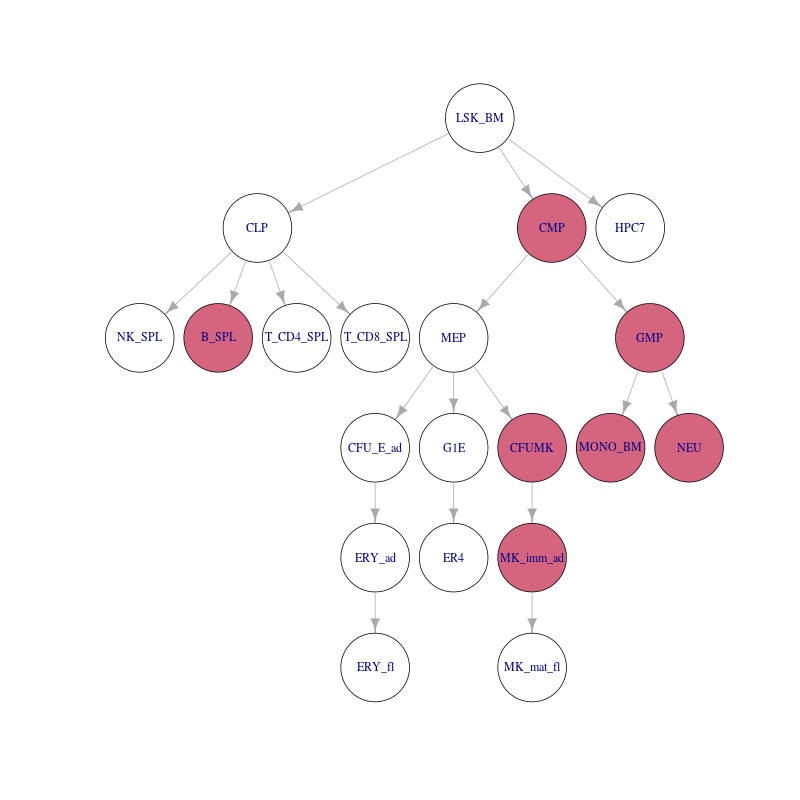 LSK_BM
CLP
CMP
HPC7
NK_SPL
B_SPL
T_CD4_SPL
T_CD8_SPL
MEP
GMP
CFU_E_ad
G1E
CFUMK
MONO_BM
NEU
ERY_ad
ER4
MK_imm_ad
ERY_fl
MK_mat_fl